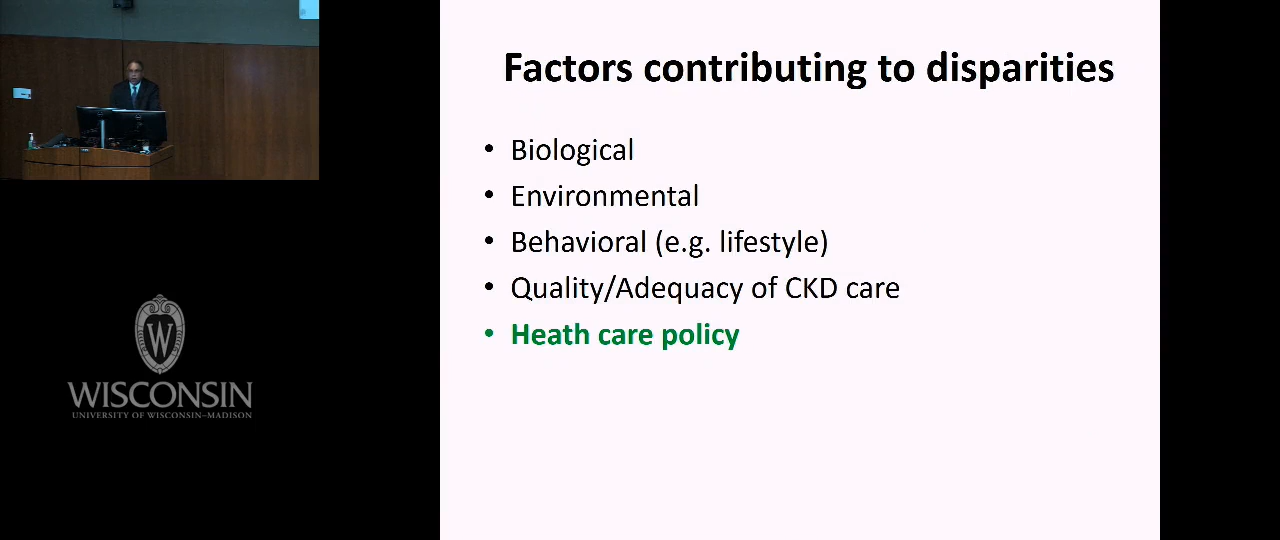 Factors contributing to disparities
• Biological
• Environmental
• Behavioral (e.g. lifestyle)
• Quality/Adequacy of CKD care
• Heath care policy
W
WISCONSIN
UNIVERSITY OF WISCONSIN–MADISON